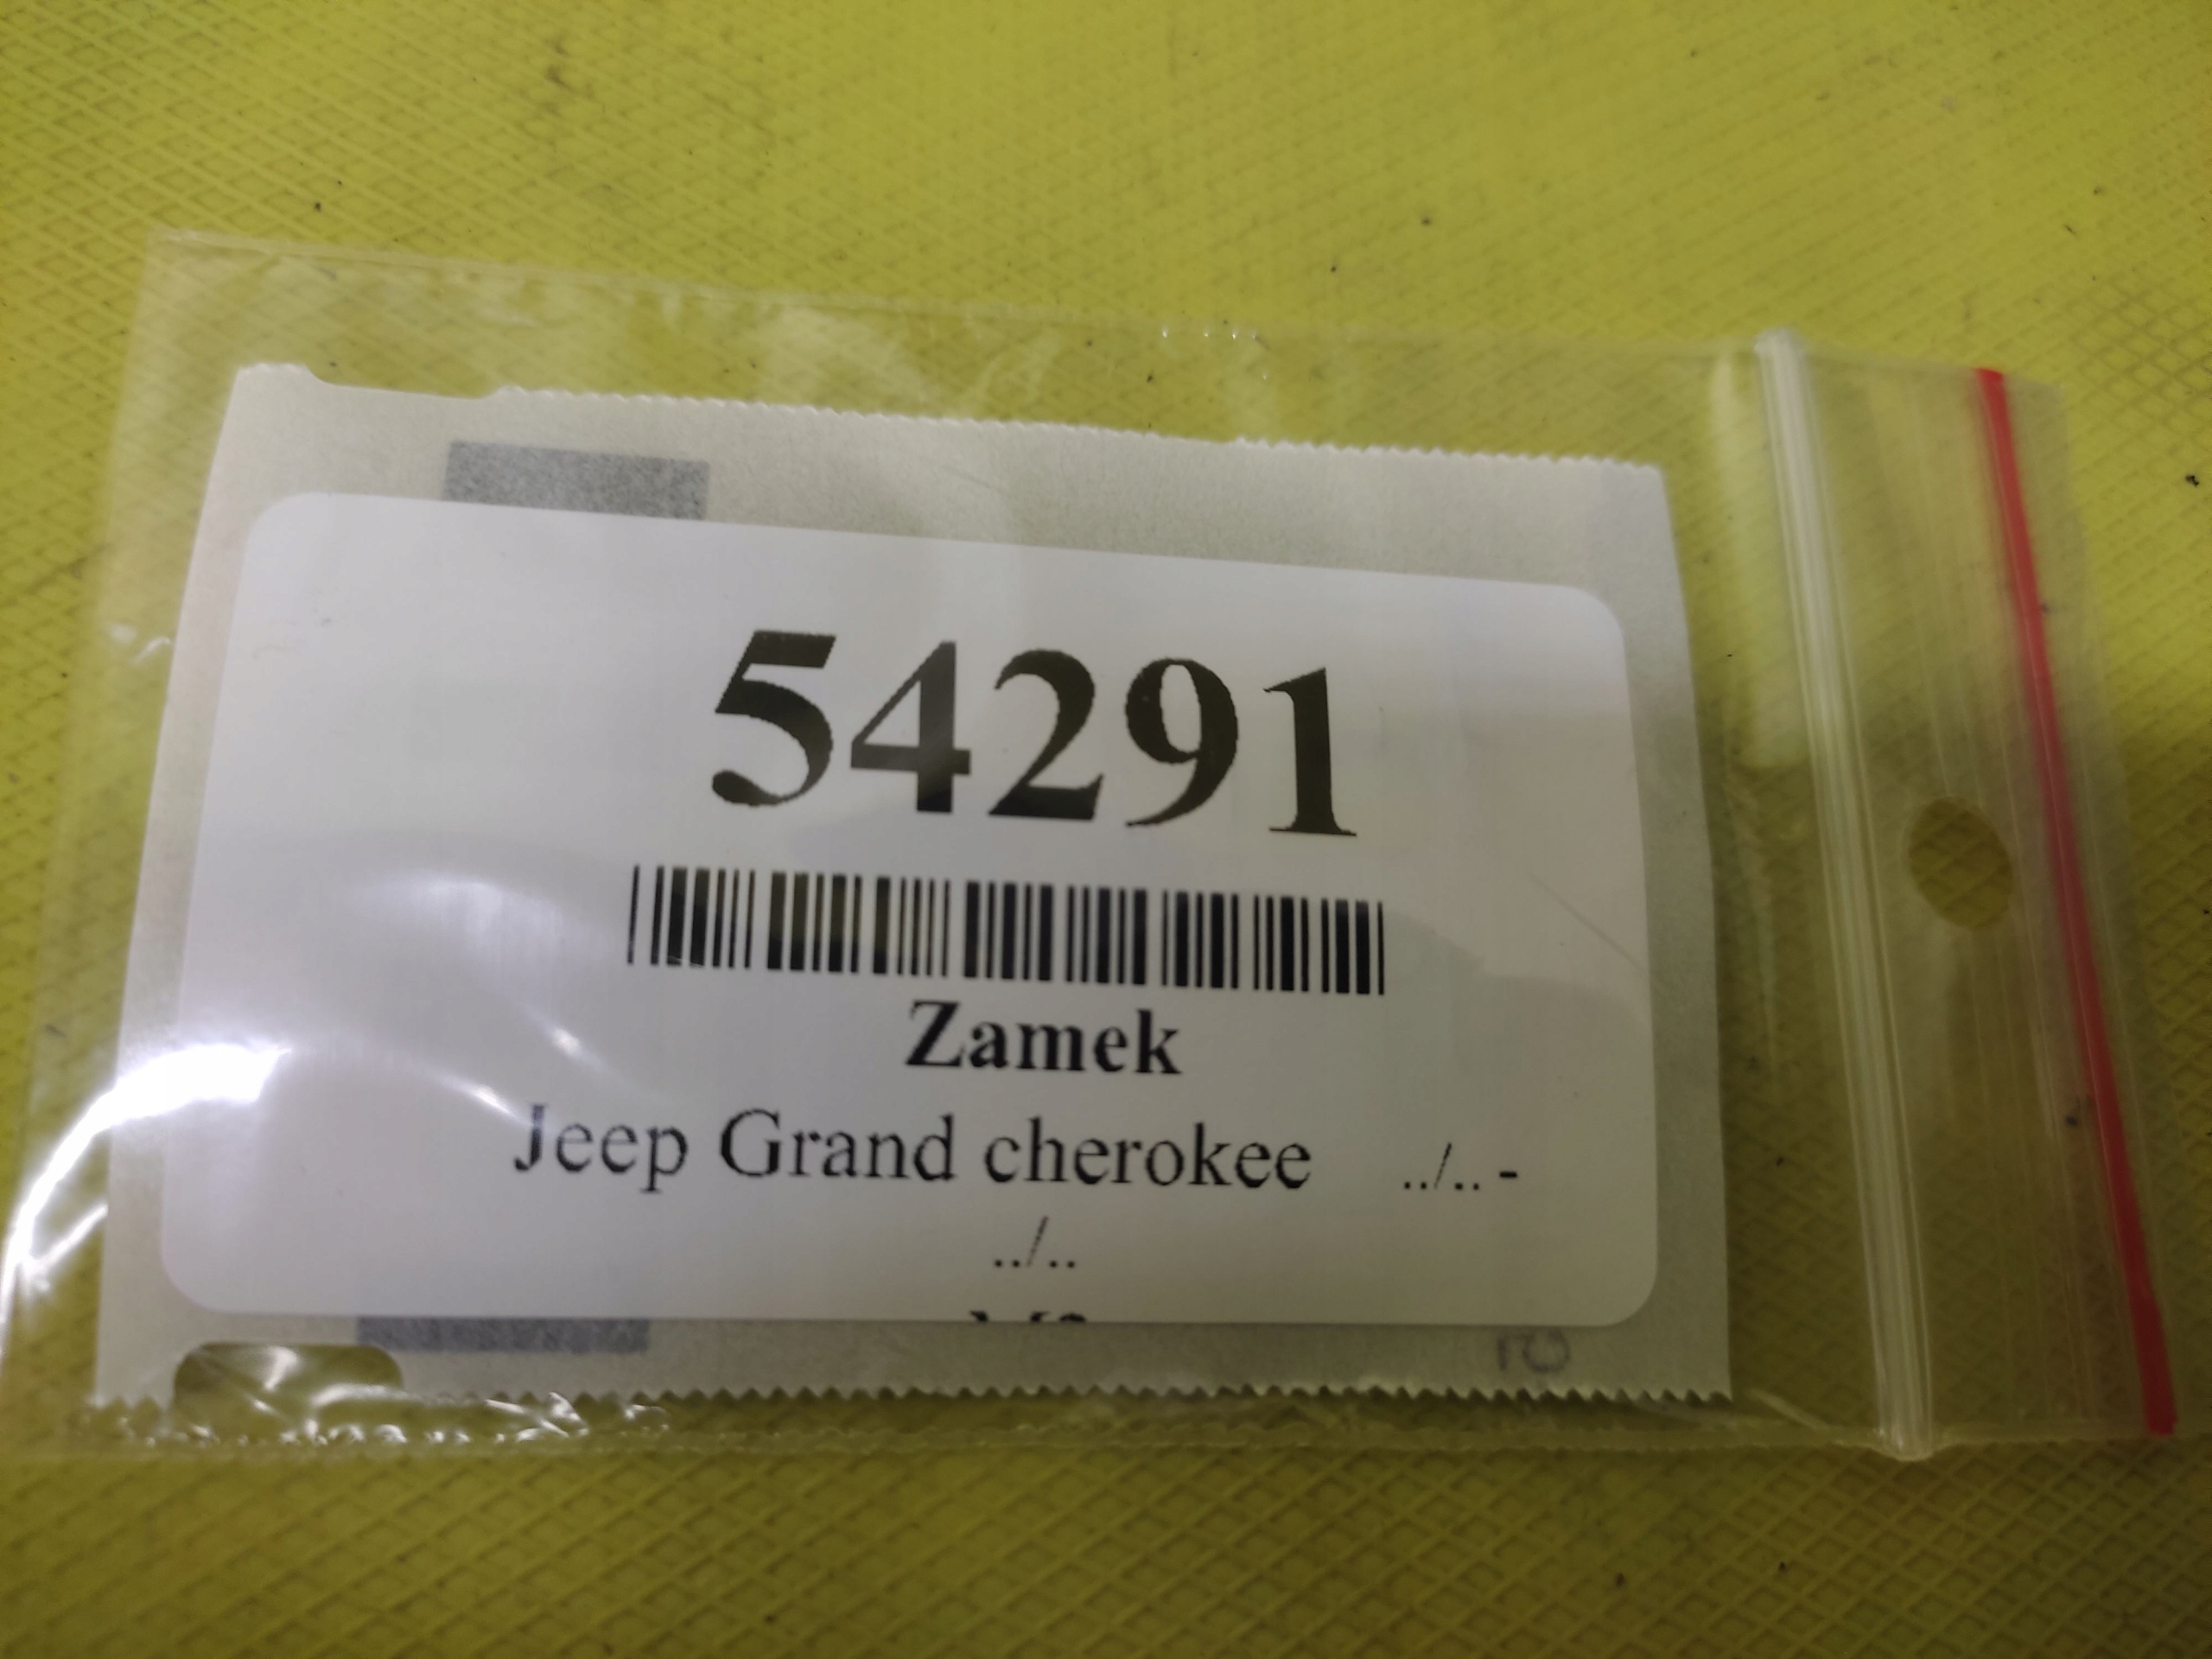 54291
Zamek
Jeep Grand cherokee ../.. -
../..